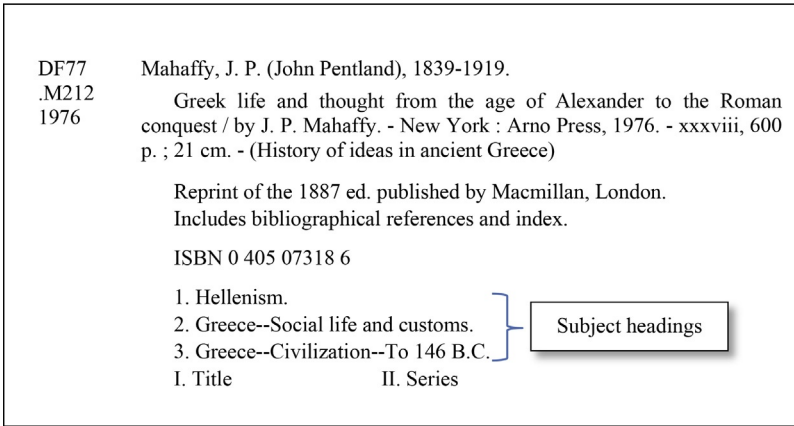 DF77 Mahaffy, J. P. (John Pentland), 1839-1919.
.M212
1976
Greek life and thought from the age of Alexander to the Roman
conquest / by J. P. Mahaffy. - New York : Arno Press, 1976. - xxxviii, 600
p. ; 21 cm. - (History of ideas in ancient Greece)
Reprint of the 1887 ed. published by Macmillan, London.
Includes bibliographical references and index.
ISBN 0 405 07318 6
1. Hellenism.
2. Greece--Social life and customs.
3. Greece--Civilization--To 146 B.C.
Subject headings
I. Title II. Series